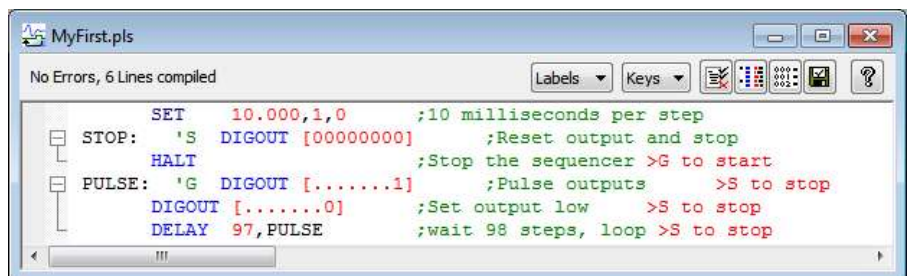 MyFirst.pls
No Errors, 6 Lines compiled Labels Keys ?
SET 10.000,1,0 ;10 milliseconds per step
STOP: 'S DIGOUT [00000000] ;Reset output and stop
HALT ;Stop the sequencer >G to start
PULSE: 'G DIGOUT [.......1] ;Pulse outputs >S to stop
DIGOUT [.......0] ;Set output low >S to stop
DELAY 97,PULSE ;wait 98 steps, loop >S to stop